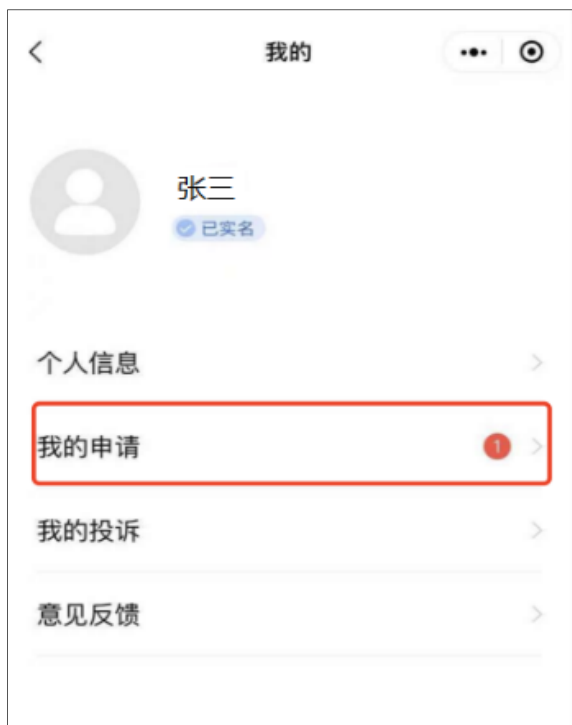 我的
张三
已实名
个人信息
我的申请 1
我的投诉
意见反馈